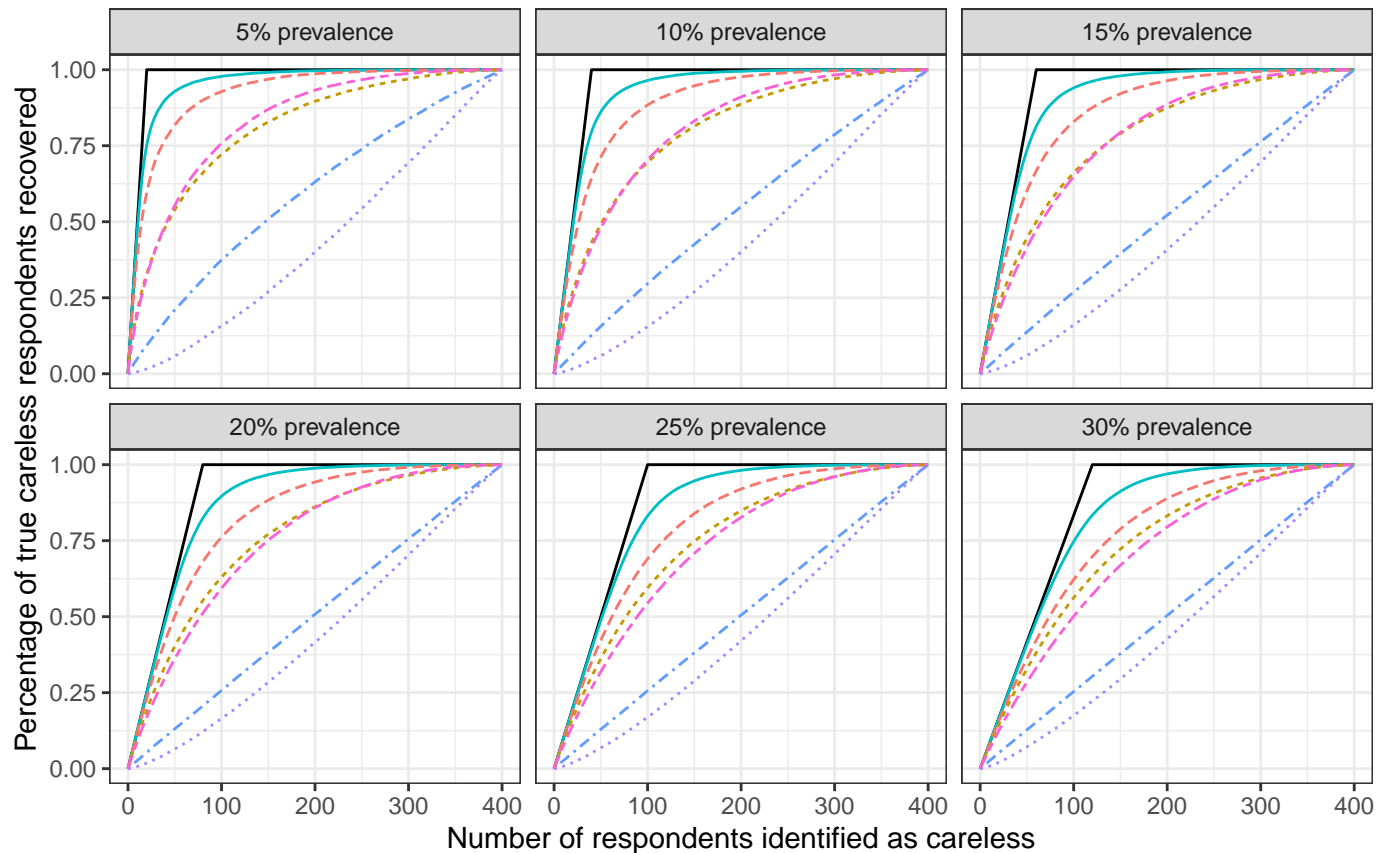 5% prevalence
10% prevalence
15% prevalence
1.00
0.75
0.50
0.25
0.00
20% prevalence
25% prevalence
30% prevalence
1.00
0.75
0.50
0.25
0.00
0 100 200 300 400
0 100 200 300 400
0 100 200 300 400
Number of respondents identified as careless
Percentage of true careless respondents recovered